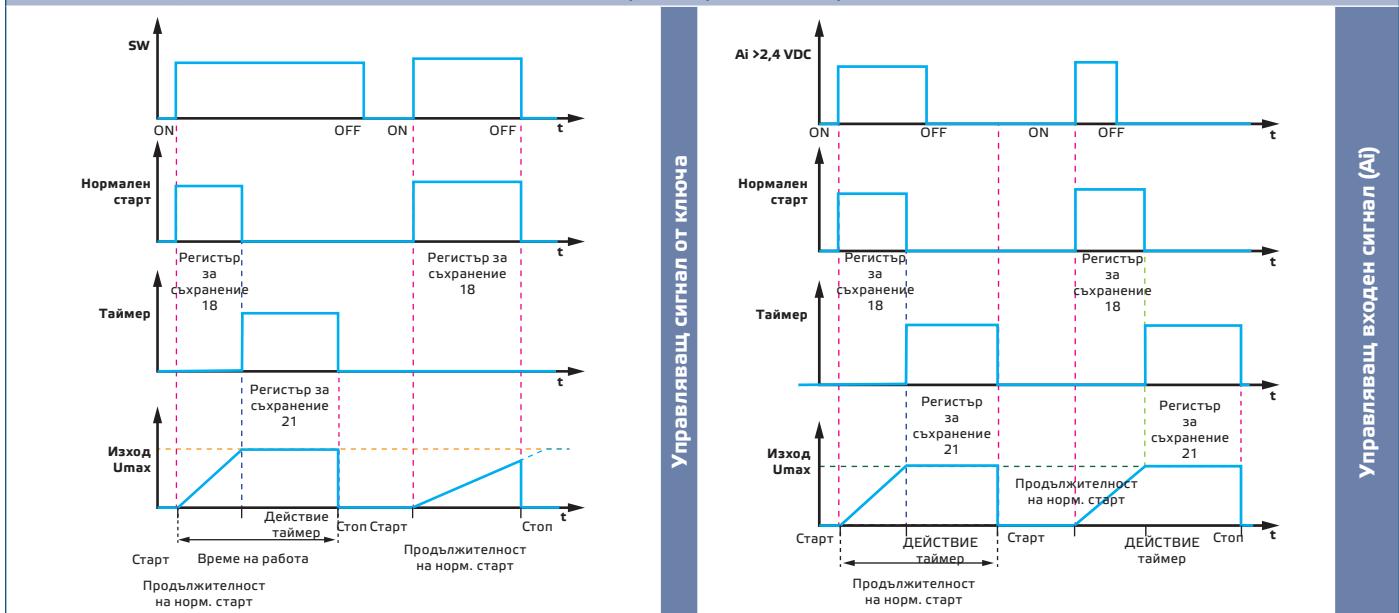 SW
ON
OFF
ON
OFF
t
Нормален
старт
Регистър
за
съхранение
18
Регистър за
съхранение
18
t
Таймер
Регистър за
съхранение
21
t
Изход
Umax
Действие
таймер
Стоп
Старт
Стоп
t
Старт
Време на работа
Продължителност
на норм. старт
Продължителност
на норм. старт
Управляващ сигнал от ключа
Ai >2,4 VDC
ON
OFF
ON
OFF
t
Нормален
старт
Регистър
за
съхранение
18
Регистър
за
съхранение
18
t
Таймер
Регистър
за
съхранение
21
Регистър
за
съхранение
21
t
Изход
Umax
Продължителност
на норм. старт
Старт
ДЕЙСТВИЕ
таймер
Старт
ДЕЙСТВИЕ
таймер
Стоп
t
Продължителност
на норм. старт
Управляващ входен сигнал (Ai)